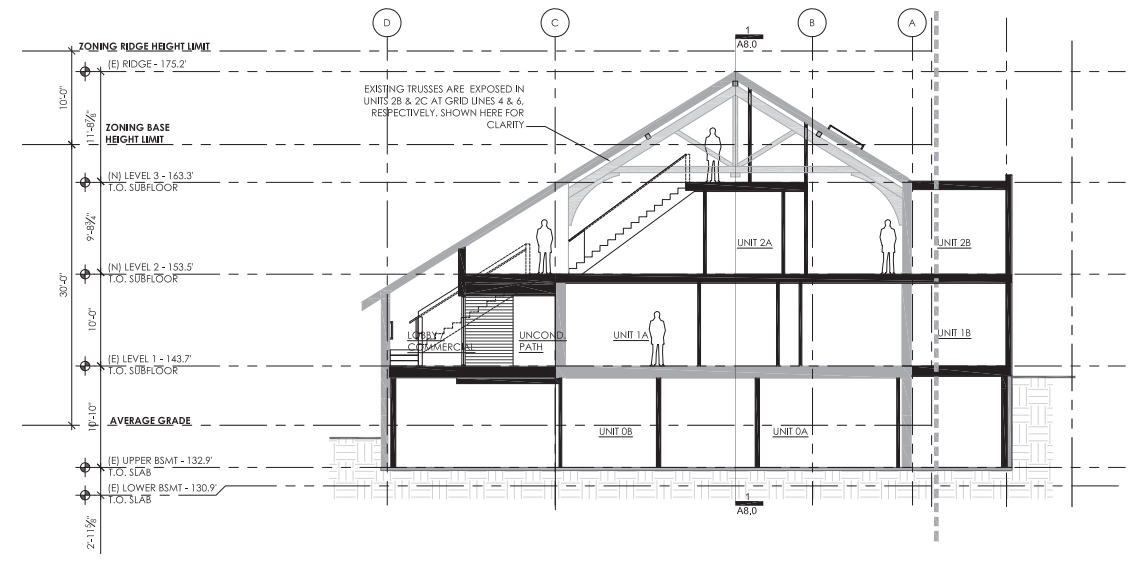 D
C
B
A
1
A8.0
ZONING RIDGE HEIGHT LIMIT
(E) RIDGE - 175.2'
EXISTING TRUSSES ARE EXPOSED IN
UNITS 2B & 2C AT GRID LINES 4 & 6,
RESPECTIVELY. SHOWN HERE FOR
CLARITY
10'-0"
11'-8⅞"
ZONING BASE
HEIGHT LIMIT
(N) LEVEL 3 - 163.3'
T.O. SUBFLOOR
9'-8¾"
UNIT 2A
UNIT 2B
(N) LEVEL 2 - 153.5'
T.O. SUBFLOOR
30'-0"
10'-0"
LOBBY
COMMERCIAL
UNCOND.
PATH
UNIT 1A
UNIT 1B
(E) LEVEL 1 - 143.7'
T.O. SUBFLOOR
10'-10"
AVERAGE GRADE
UNIT 0B
UNIT 0A
(E) UPPER BSMT - 132.9'
T.O. SLAB
(E) LOWER BSMT - 130.9'
T.O. SLAB
2'-11⅝"
1
A8.0